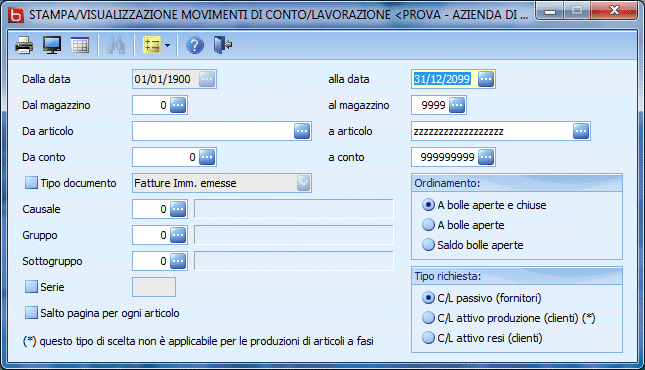 STAMPA/VISUALIZZAZIONE MOVIMENTI DI CONTO/LAVORAZIONE <PROVA - AZIENDA DI ...
Dalla data 01/01/1900 ... alla data 31/12/2099 ...
Dal magazzino 0 ... al magazzino 9999 ...
Da articolo ... a articolo zzzzzzzzzzzzzzzzzz ...
Da conto 0 ... a conto 999999999 ...
Tipo documento Fatture Imm. emesse
Ordinamento:
A bolle aperte e chiuse
A bolle aperte
Saldo bolle aperte
Causale 0 ...
Gruppo 0 ...
Sottogruppo 0 ...
Serie
Salto pagina per ogni articolo
Tipo richiesta:
C/L passivo (fornitori)
C/L attivo produzione (clienti) (*)
C/L attivo resi (clienti)
(*) questo tipo di scelta non è applicabile per le produzioni di articoli a fasi